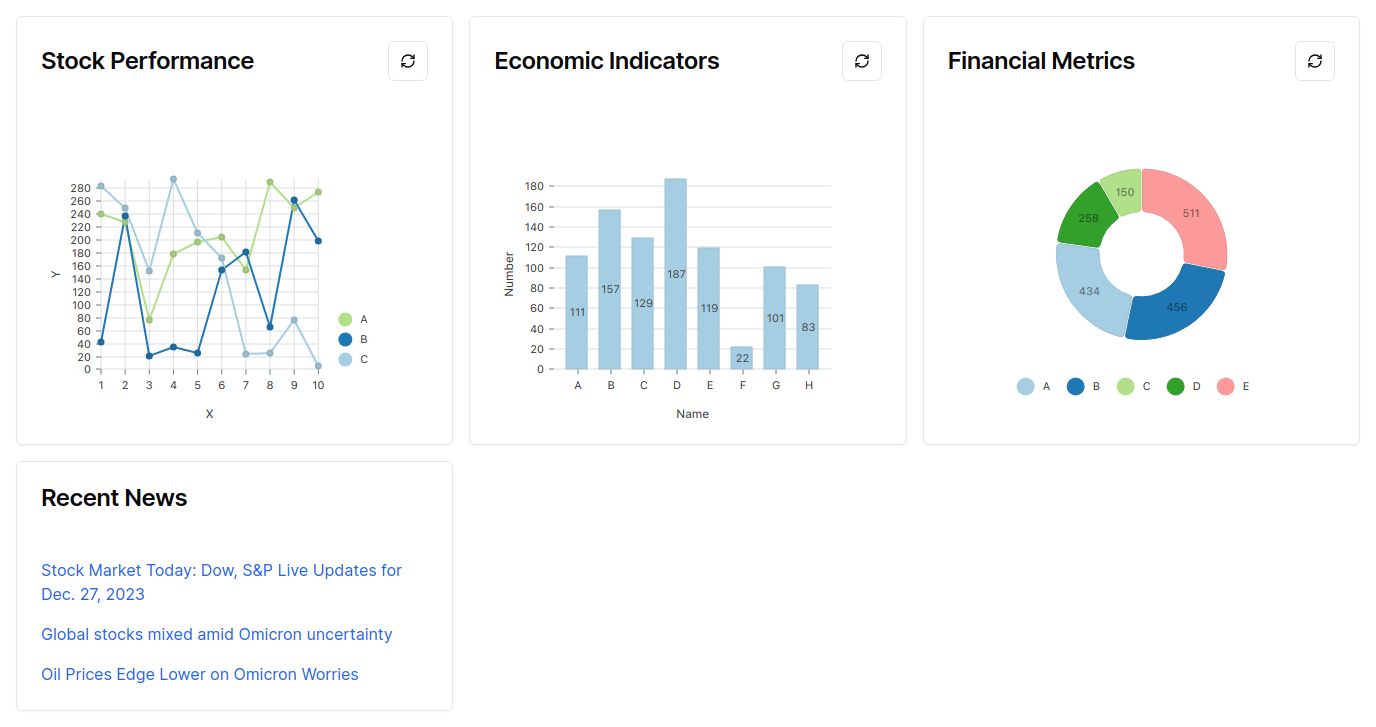 Stock Performance
280
260
240
220
200
180
160
140
120
100
80
60
40
20
0
Y
1 2 3 4 5 6 7 8 9 10
X
A
B
C
Economic Indicators
180
160
140
120
100
80
60
40
20
0
Number
111 157 129 187 119 22 101 83
A B C D E F G H
Name
Financial Metrics
150 511
258
434 456
A B C D E
Recent News
Stock Market Today: Dow, S&P Live Updates for
Dec. 27, 2023
Global stocks mixed amid Omicron uncertainty
Oil Prices Edge Lower on Omicron Worries